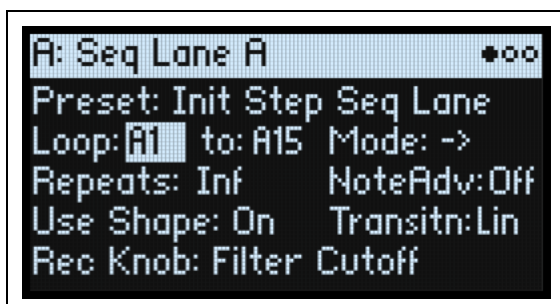 A: Seq Lane A
Preset: Init Step Seq Lane
Loop: A1 to: A15 Mode: ->
Repeats: Inf NoteAdv: Off
Use Shape: On Transitn: Lin
Rec Knob: Filter Cutoff